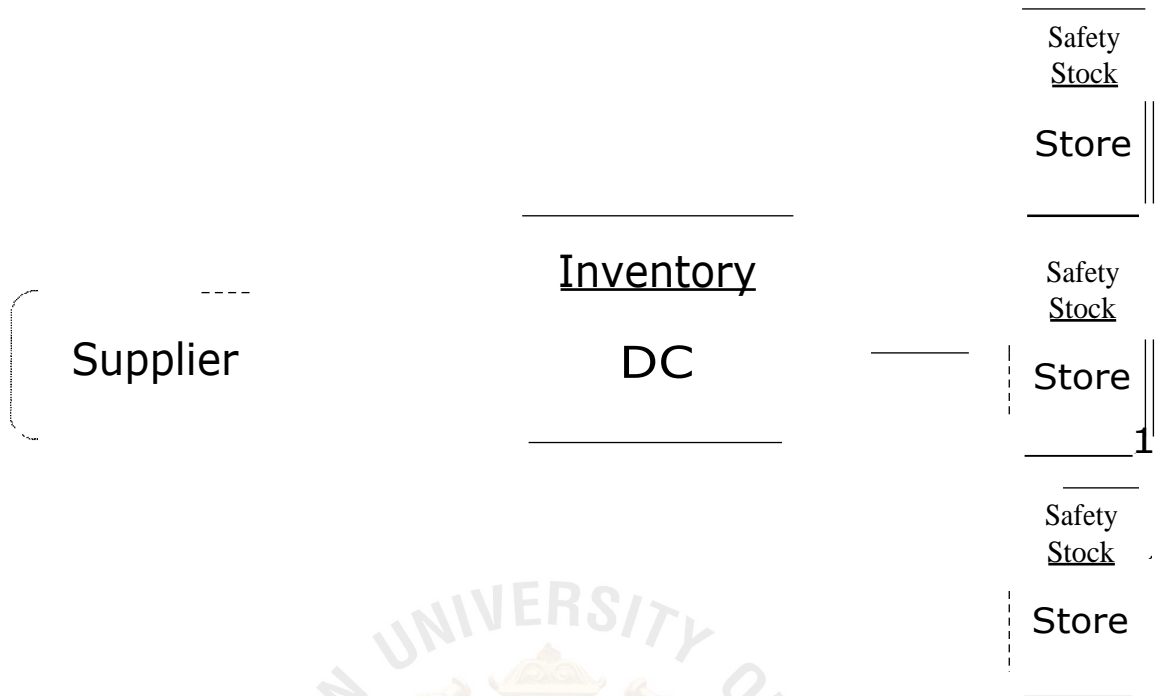 Safety
Stock
Store
Inventory
DC
Supplier
Safety
Stock
Store
1
Safety
Stock
Store
UNIVERSITY O